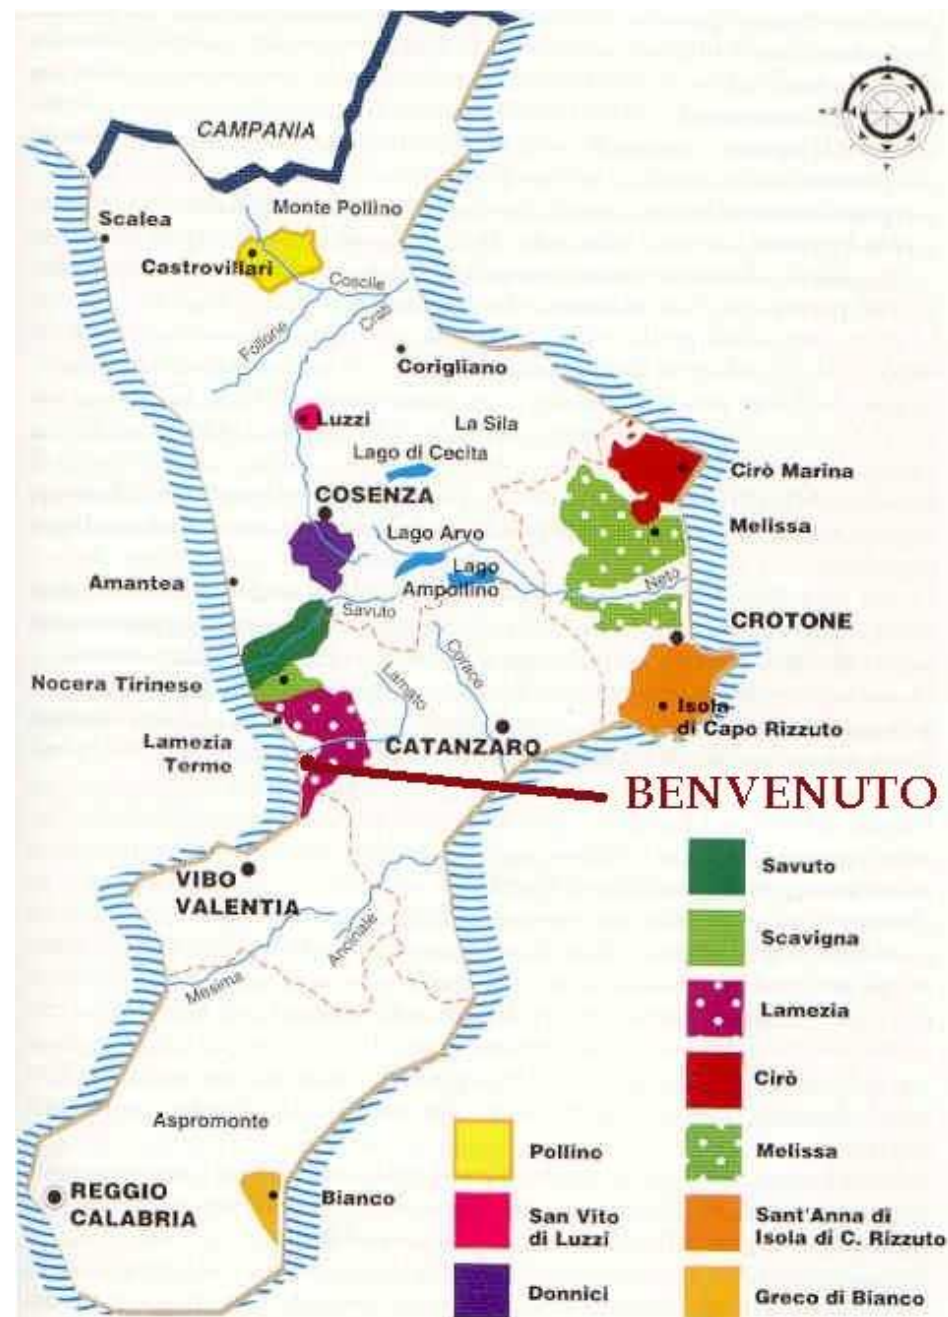 CAMPANIA
Monte Pollino
Scalea
Castrovillari
Coscile
Crati
Follone
Corigliano
Luzzi
La Sila
Lago di Cecita
Cirò Marina
COSENZA
Melissa
Lago Arvo
Lago
Ampollino
Neto
Amantea
Savuto
CROTONE
Corace
Lamato
Nocera Tirinese
Isola
di Capo Rizzuto
Lamezia
Terme
CATANZARO
BENVENUTO
VIBO
VALENTIA
Ancinale
Mesima
Aspromonte
REGGIO
CALABRIA
Bianco
Savuto
Scavigna
Lamezia
Cirò
Pollino
Melissa
San Vito
di Luzzi
Sant'Anna di
Isola di C. Rizzuto
Donnici
Greco di Bianco